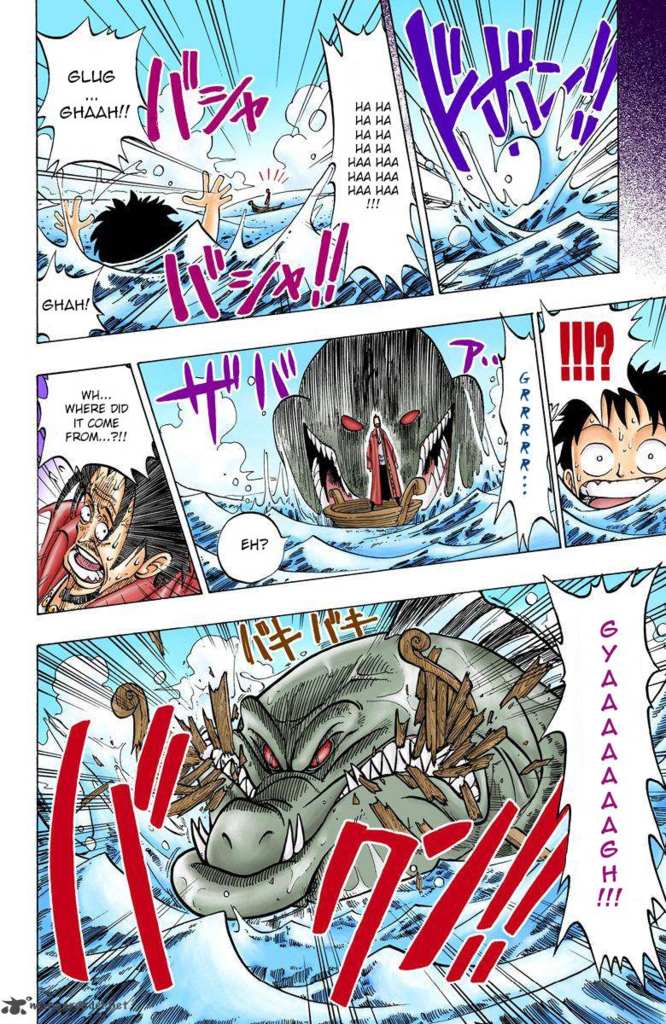 ドボン!!
HA HA
HA HA
HA HA
HA HA
HAA HAA
HAA HAA
HAA HAA
!!!
バシャ
GLUG
...
GHAAH!!
バシャ!!
GHAH!
!!!?
GRRRRR...
ザバァ..
EH?
WH...
WHERE DID
IT COME
FROM...?!!
GYAAAAAAAAGH!!!
バキ バキ
バクン!!